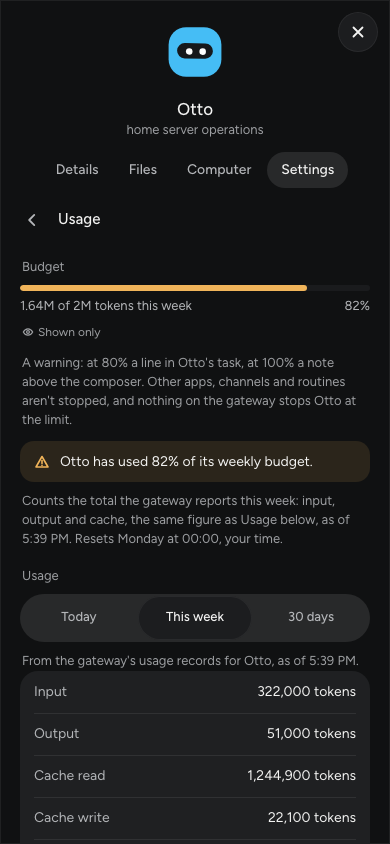 Otto
home server operations
Details Files Computer Settings
Usage
Budget
1.64M of 2M tokens this week 82%
Shown only
A warning: at 80% a line in Otto's task, at 100% a note
above the composer. Other apps, channels and routines
aren't stopped, and nothing on the gateway stops Otto at
the limit.
Otto has used 82% of its weekly budget.
Counts the total the gateway reports this week: input,
output and cache, the same figure as Usage below, as of
5:39 PM. Resets Monday at 00:00, your time.
Usage
Today This week 30 days
From the gateway's usage records for Otto, as of 5:39 PM.
Input 322,000 tokens
Output 51,000 tokens
Cache read 1,244,900 tokens
Cache write 22,100 tokens